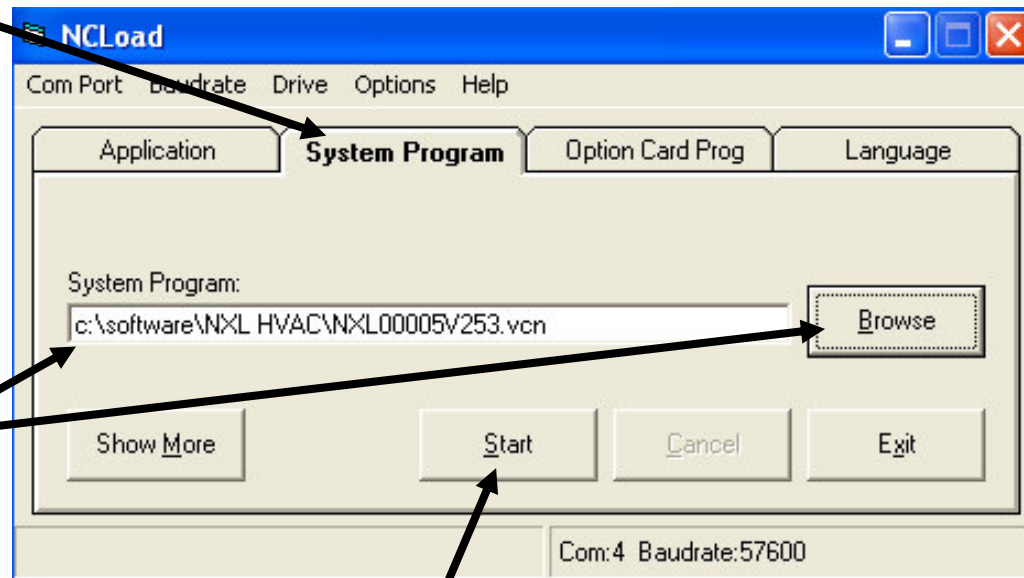 NCLoad
Com Port Baudrate Drive Options Help
Application System Program Option Card Prog Language
System Program:
c:\software\NXL HVAC\NXL00005V253.vcn
Browse
Show More Start Cancel Exit
Com:4 Baudrate:57600